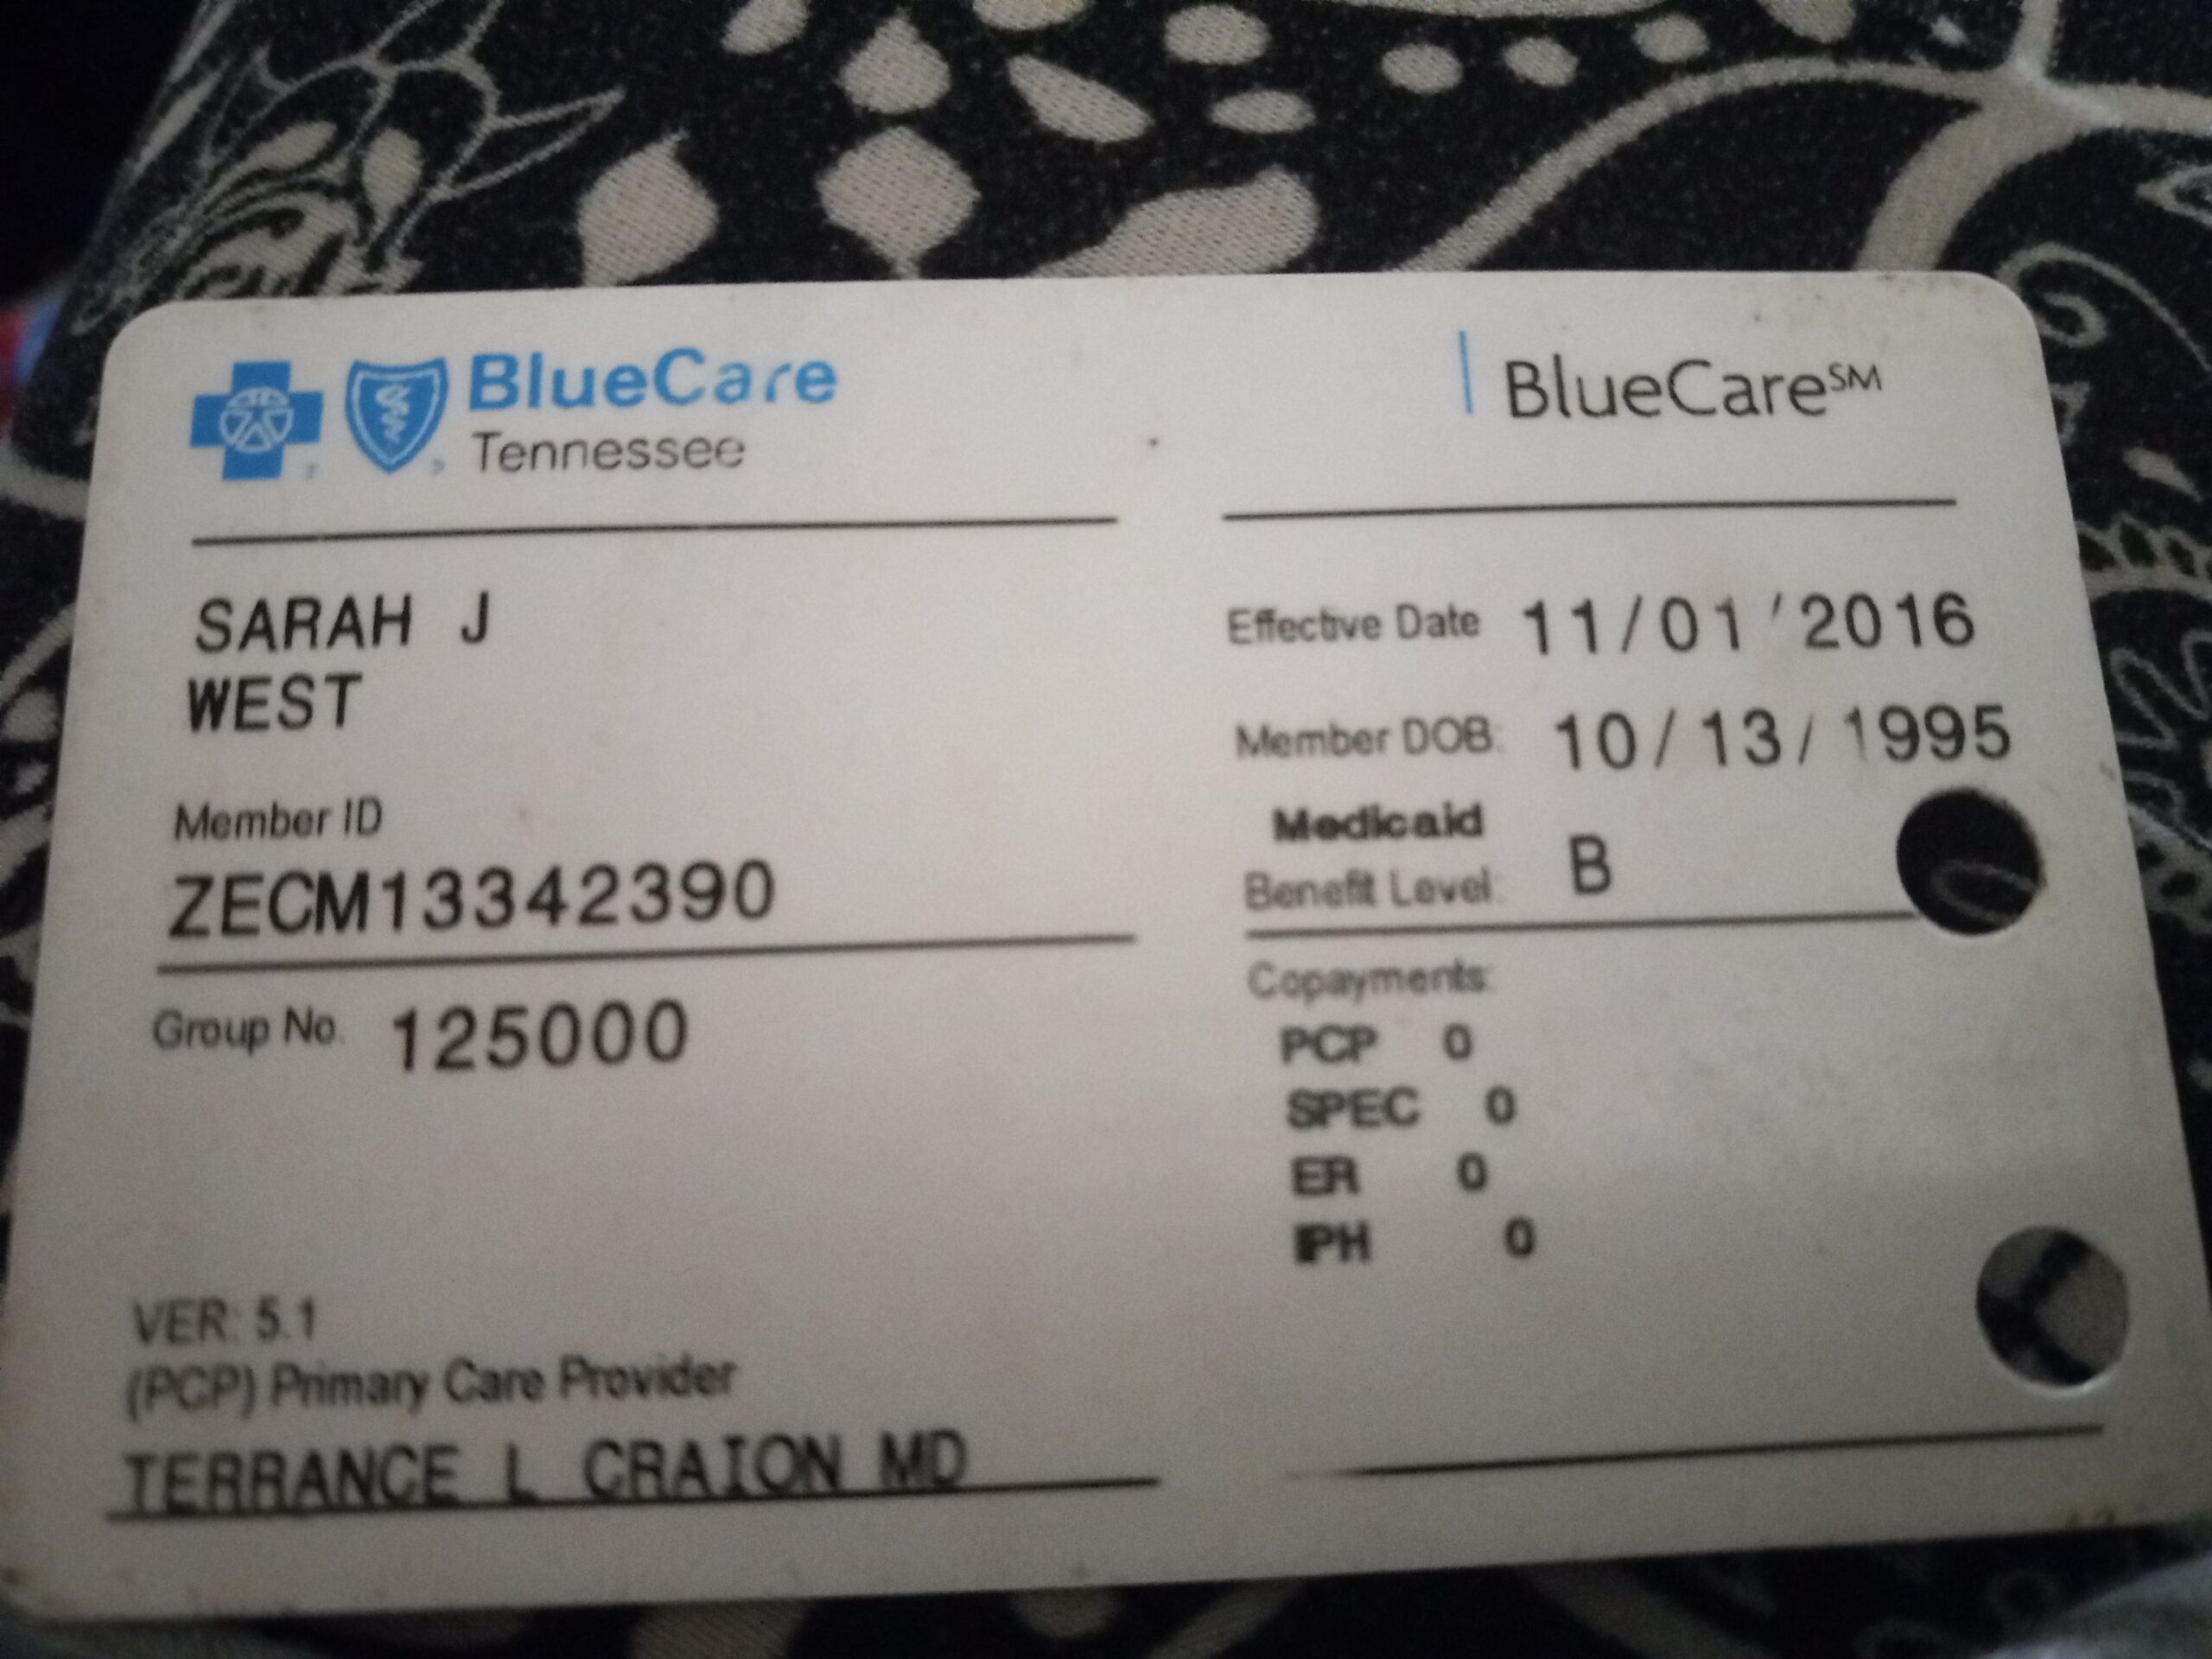 BlueCare
Tennessee
BlueCare℠
SARAH J
WEST
Member ID
ZECM13342390
Group No. 125000
VER: 5.1
(PCP) Primary Care Provider
TERRANCE L CRAION MD
Effective Date 11/01/2016
Member DOB: 10/13/1995
Medicaid
Benefit Level: B
Copayments:
PCP 0
SPEC 0
ER 0
IPH 0